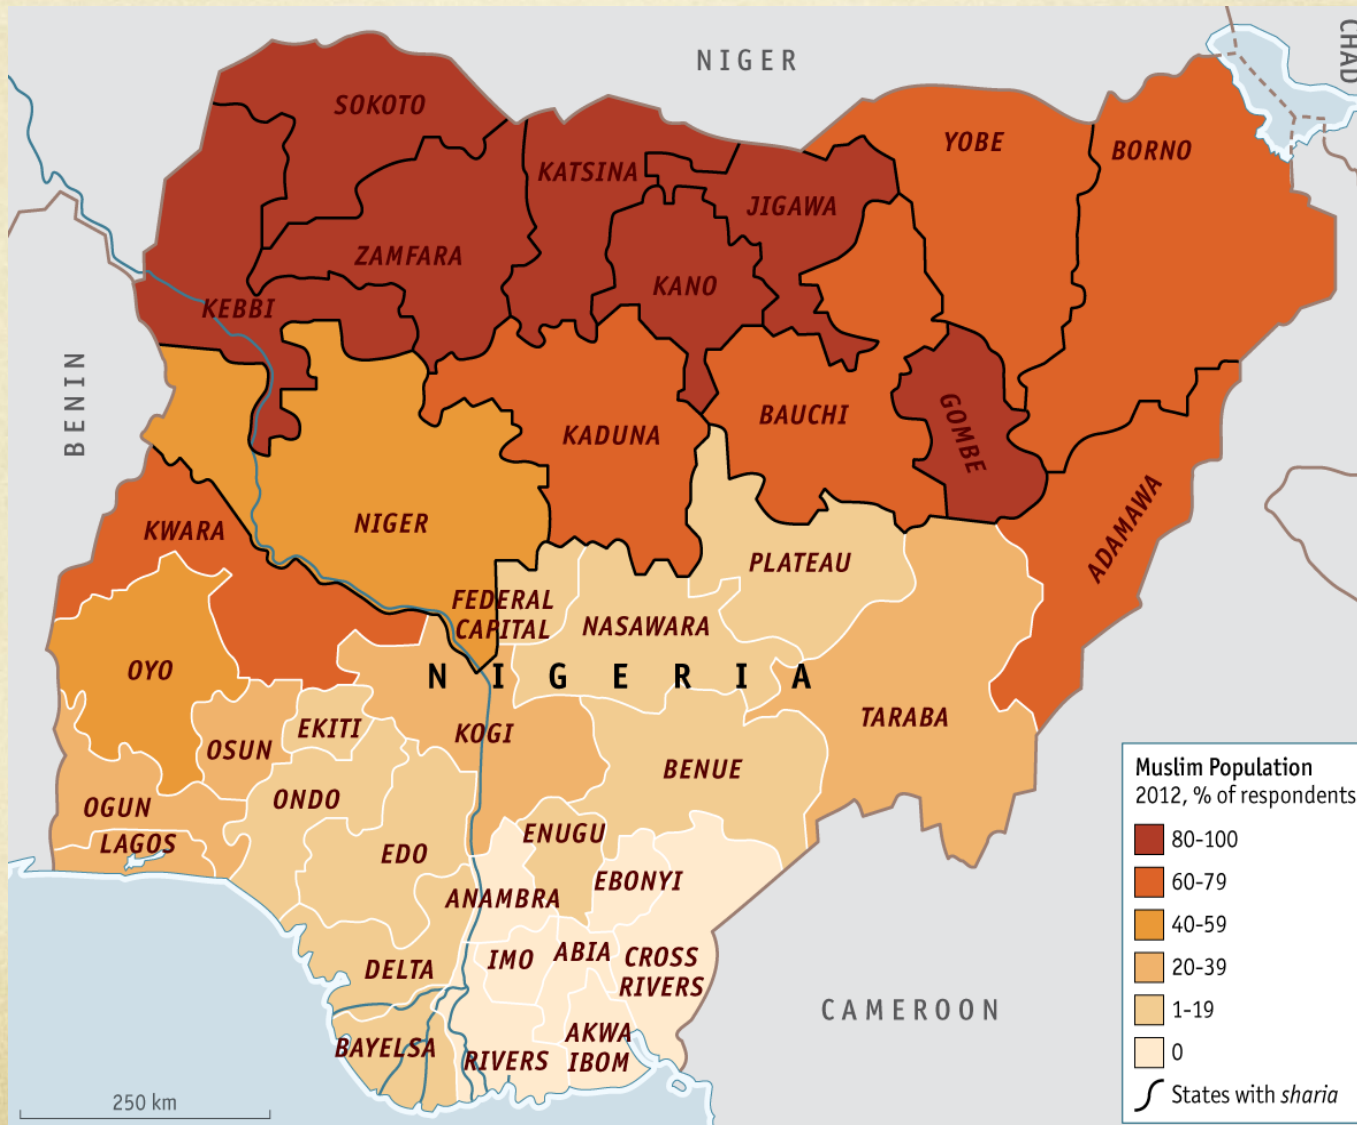 NIGER
CHAD
SOKOTO
YOBE
BORNO
KATSINA
JIGAWA
ZAMFARA
KANO
KEBBI
BENIN
BAUCHI
GOMBE
KADUNA
NIGER
KWARA
ADAMAWA
PLATEAU
FEDERAL
CAPITAL
NASAWARA
OYO
NIGERIA
TARABA
EKITI
OSUN
KOGI
BENUE
ONDO
OGUN
LAGOS
ENUGU
EDO
EBONYI
ANAMBRA
IMO
ABIA
CROSS
RIVERS
DELTA
CAMEROON
AKWA
IBOM
BAYELSA
RIVERS
250 km
Muslim Population
2012, % of respondents
80-100
60-79
40-59
20-39
1-19
0
States with sharia